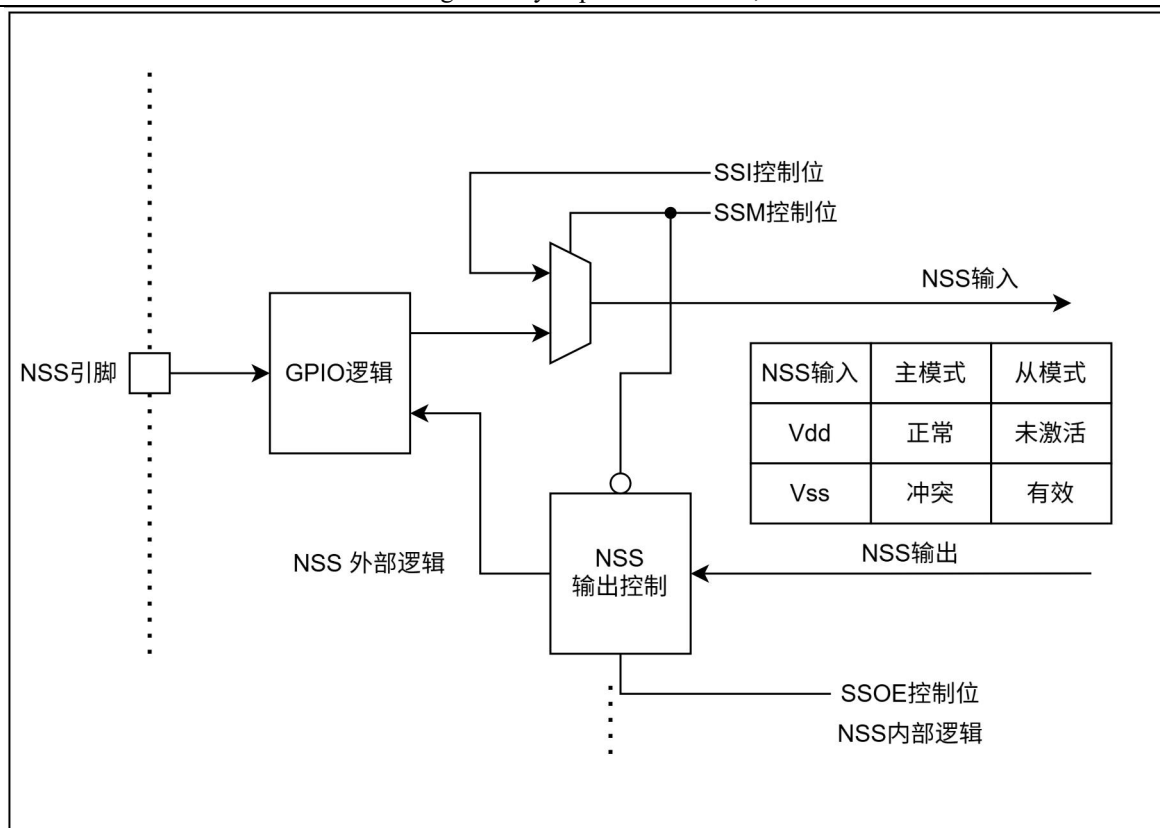 SSI控制位
SSM控制位
NSS输入
NSS引脚
GPIO逻辑
NSS输入 主模式 从模式
Vdd 正常 未激活
Vss 冲突 有效
NSS 外部逻辑
NSS
输出控制
NSS输出
SSOE控制位
NSS内部逻辑